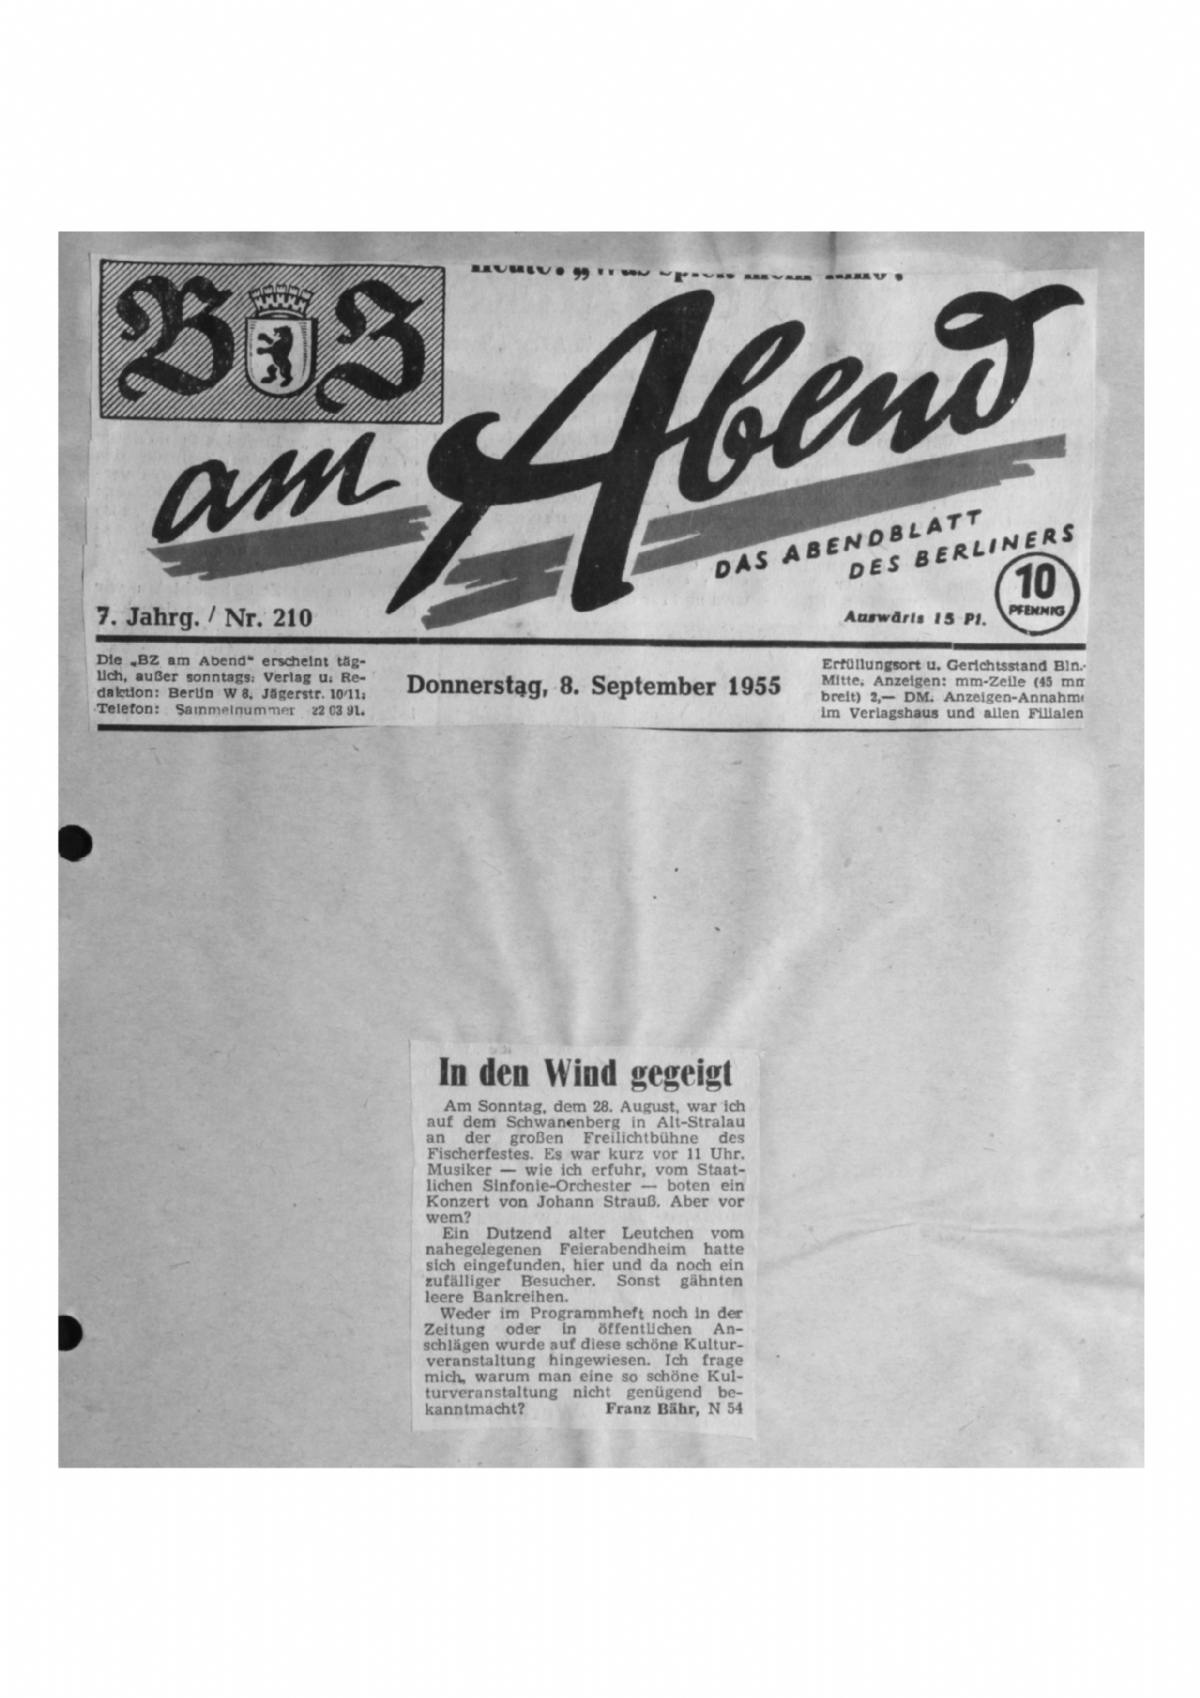 BZ
am Abend
DAS ABENDBLATT
DES BERLINERS
10
PFENNIG
Auswärts 15 Pf.
7. Jahrg. / Nr. 210
Die „BZ am Abend“ erscheint täg-
lich, außer sonntags. Verlag u. Re-
daktion: Berlin W 8, Jägerstr. 10/11;
Telefon: Sammelnummer 22 03 91.
Donnerstag, 8. September 1955
Erfüllungsort u. Gerichtsstand Bln.-
Mitte. Anzeigen: mm-Zeile (45 mm
breit) 2,— DM. Anzeigen-Annahme
im Verlagshaus und allen Filialen
In den Wind gegeigt
Am Sonntag, dem 28. August, war ich
auf dem Schwanenberg in Alt-Stralau
an der großen Freilichtbühne des
Fischerfestes. Es war kurz vor 11 Uhr.
Musiker — wie ich erfuhr, vom Staat-
lichen Sinfonie-Orchester — boten ein
Konzert von Johann Strauß. Aber vor
wem?
Ein Dutzend alter Leutchen vom
nahegelegenen Feierabendheim hatte
sich eingefunden, hier und da noch ein
zufälliger Besucher. Sonst gähnten
leere Bankreihen.
Weder im Programmheft noch in der
Zeitung oder in öffentlichen An-
schlägen wurde auf diese schöne Kultur-
veranstaltung hingewiesen. Ich frage
mich, warum man eine so schöne Kul-
turveranstaltung nicht genügend be-
kanntmacht? Franz Bähr, N 54